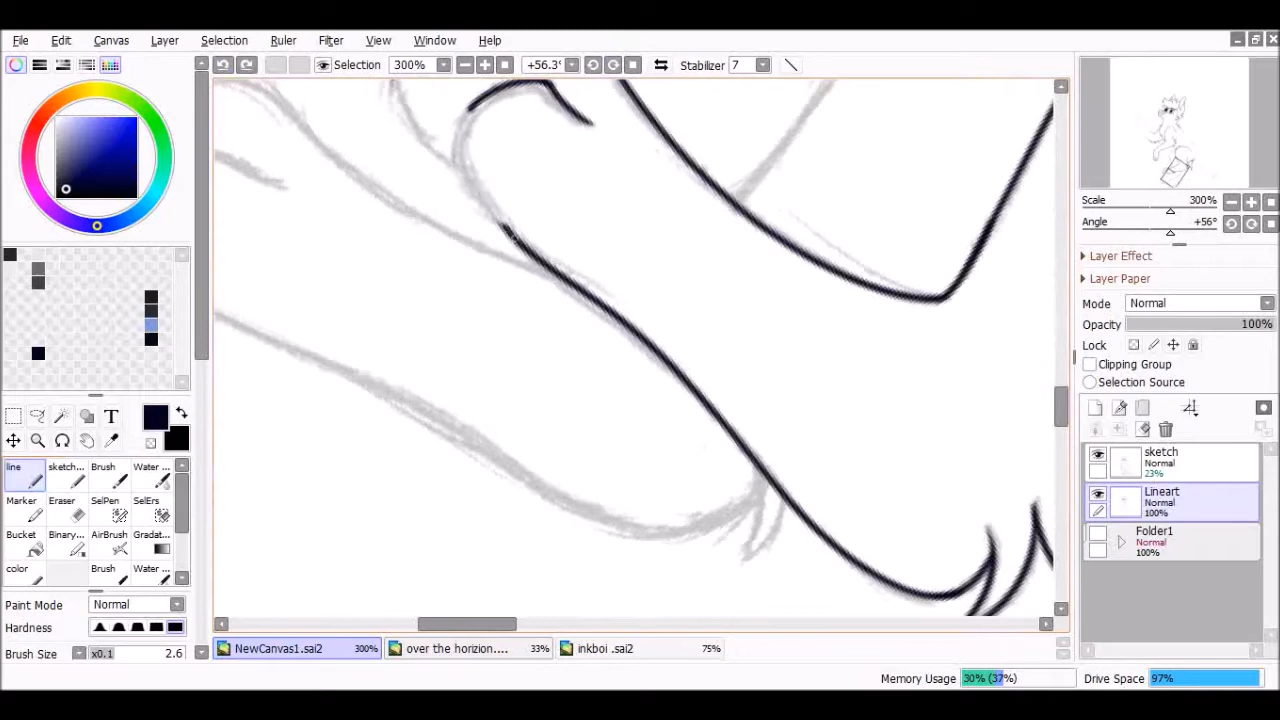 File Edit Canvas Layer Selection Ruler Filter View Window Help
Selection 300% +56.3° Stabilizer 7
Scale 300%
Angle +56°
Layer Effect
Layer Paper
Mode Normal
Opacity 100%
Lock
Clipping Group
Selection Source
T
line sketch... Brush Water ...
Marker Eraser SelPen SelErs
Bucket Binary... AirBrush Gradat...
color Brush Water ...
sketch
Normal
23%
Lineart
Normal
100%
Folder1
Normal
100%
Paint Mode Normal
Hardness
Brush Size x0.1 2.6
NewCanvas1.sai2 300% over the horizion.... 33% inkboi .sai2 75%
Memory Usage 30% (37%) Drive Space 97%